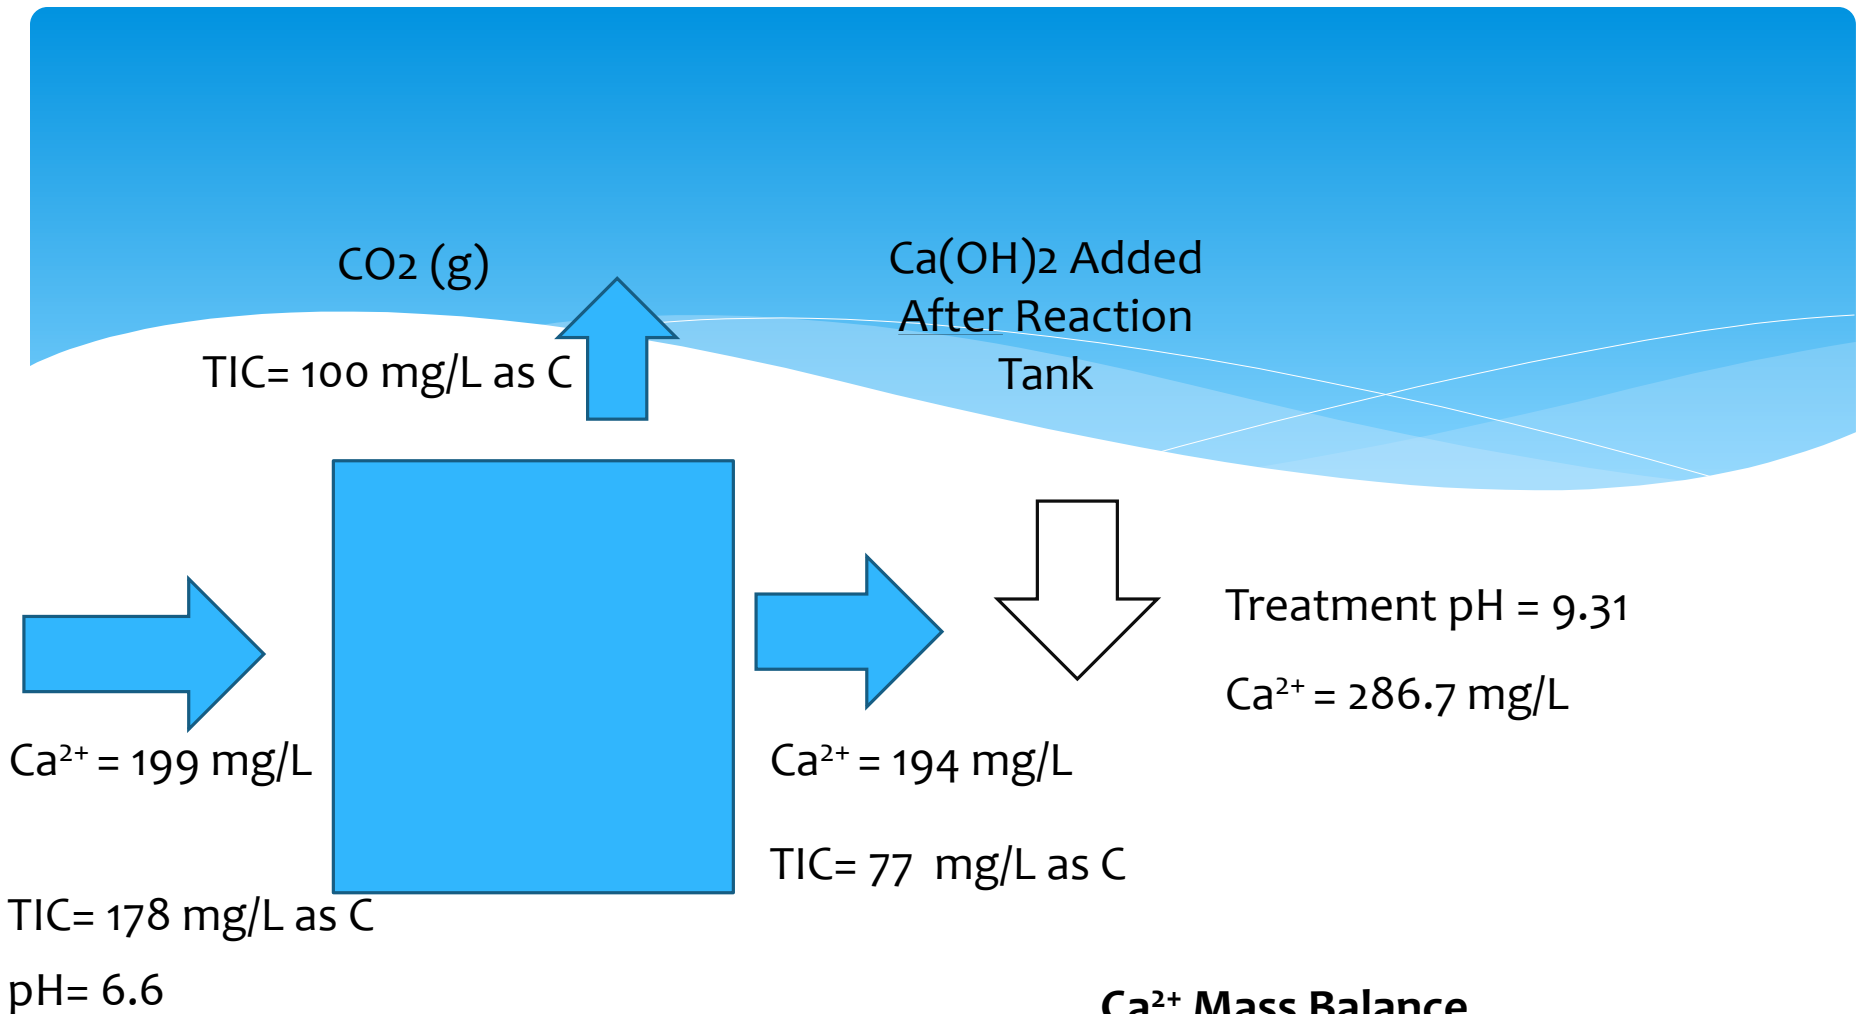 CO2 (g)
TIC= 100 mg/L as C
Ca(OH)2 Added
After Reaction
Tank
Treatment pH = 9.31
Ca²⁺ = 286.7 mg/L
Ca²⁺ = 199 mg/L
TIC= 178 mg/L as C
pH= 6.6
Ca²⁺ = 194 mg/L
TIC= 77 mg/L as C
Ca²⁺ Mass Balance